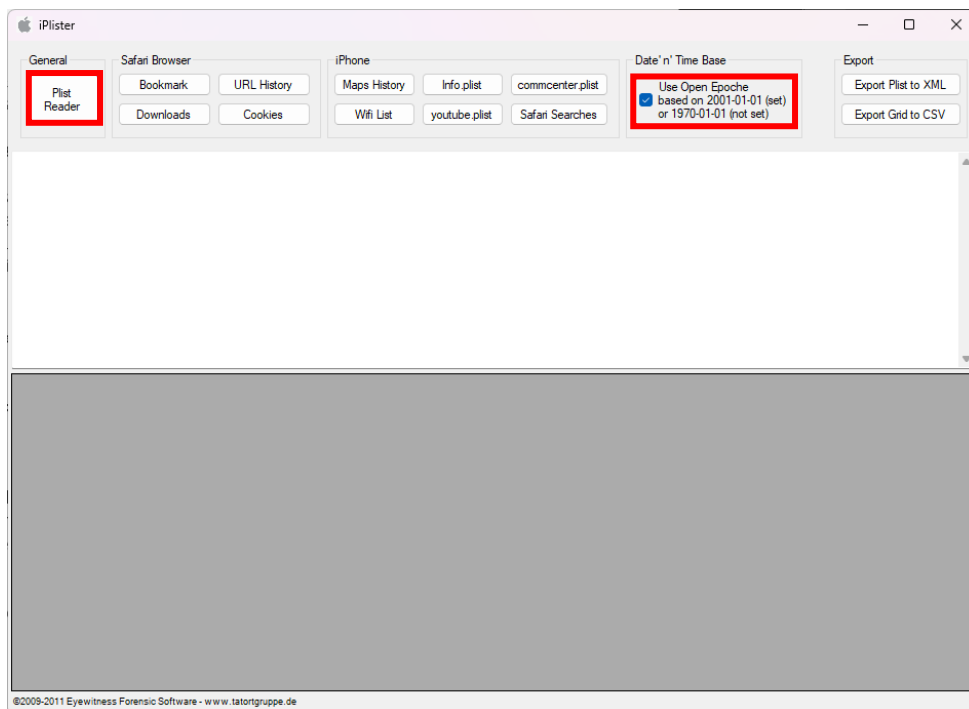 iPlister
General
Safari Browser
iPhone
Date' n' Time Base
Export
Plist
Reader
Bookmark
URL History
Downloads
Cookies
Maps History
Info.plist
commcenter.plist
Wifi List
youtube.plist
Safari Searches
Use Open Epoche
based on 2001-01-01 (set)
or 1970-01-01 (not set)
Export Plist to XML
Export Grid to CSV
©2009-2011 Eyewitness Forensic Software - www.tatortgruppe.de